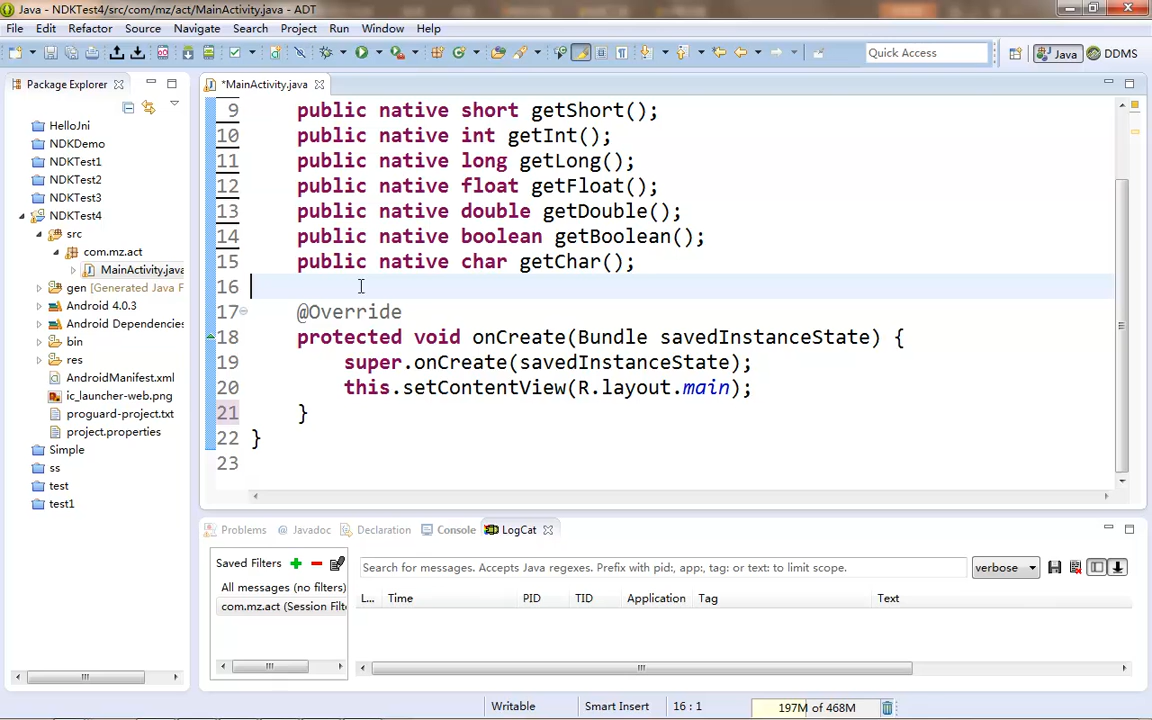 Java - NDKTest4/src/com/mz/act/MainActivity.java - ADT
File Edit Refactor Source Navigate Search Project Run Window Help
Quick Access
Java
DDMS
Package Explorer
*MainActivity.java
HelloJni
NDKDemo
NDKTest1
NDKTest2
NDKTest3
NDKTest4
src
com.mz.act
MainActivity.java
gen [Generated Java F
Android 4.0.3
Android Dependencies
bin
res
AndroidManifest.xml
ic_launcher-web.png
proguard-project.txt
project.properties
Simple
ss
test
test1
9 public native short getShort();
10 public native int getInt();
11 public native long getLong();
12 public native float getFloat();
13 public native double getDouble();
14 public native boolean getBoolean();
15 public native char getChar();
16
17 @Override
18 protected void onCreate(Bundle savedInstanceState) {
19 super.onCreate(savedInstanceState);
20 this.setContentView(R.layout.main);
21 }
22 }
23
Problems @ Javadoc Declaration Console LogCat
Saved Filters
All messages (no filters)
com.mz.act (Session Filte
Search for messages. Accepts Java regexes. Prefix with pid:, app:, tag: or text: to limit scope.
verbose
L... Time PID TID Application Tag Text
Writable Smart Insert 16 : 1 197M of 468M